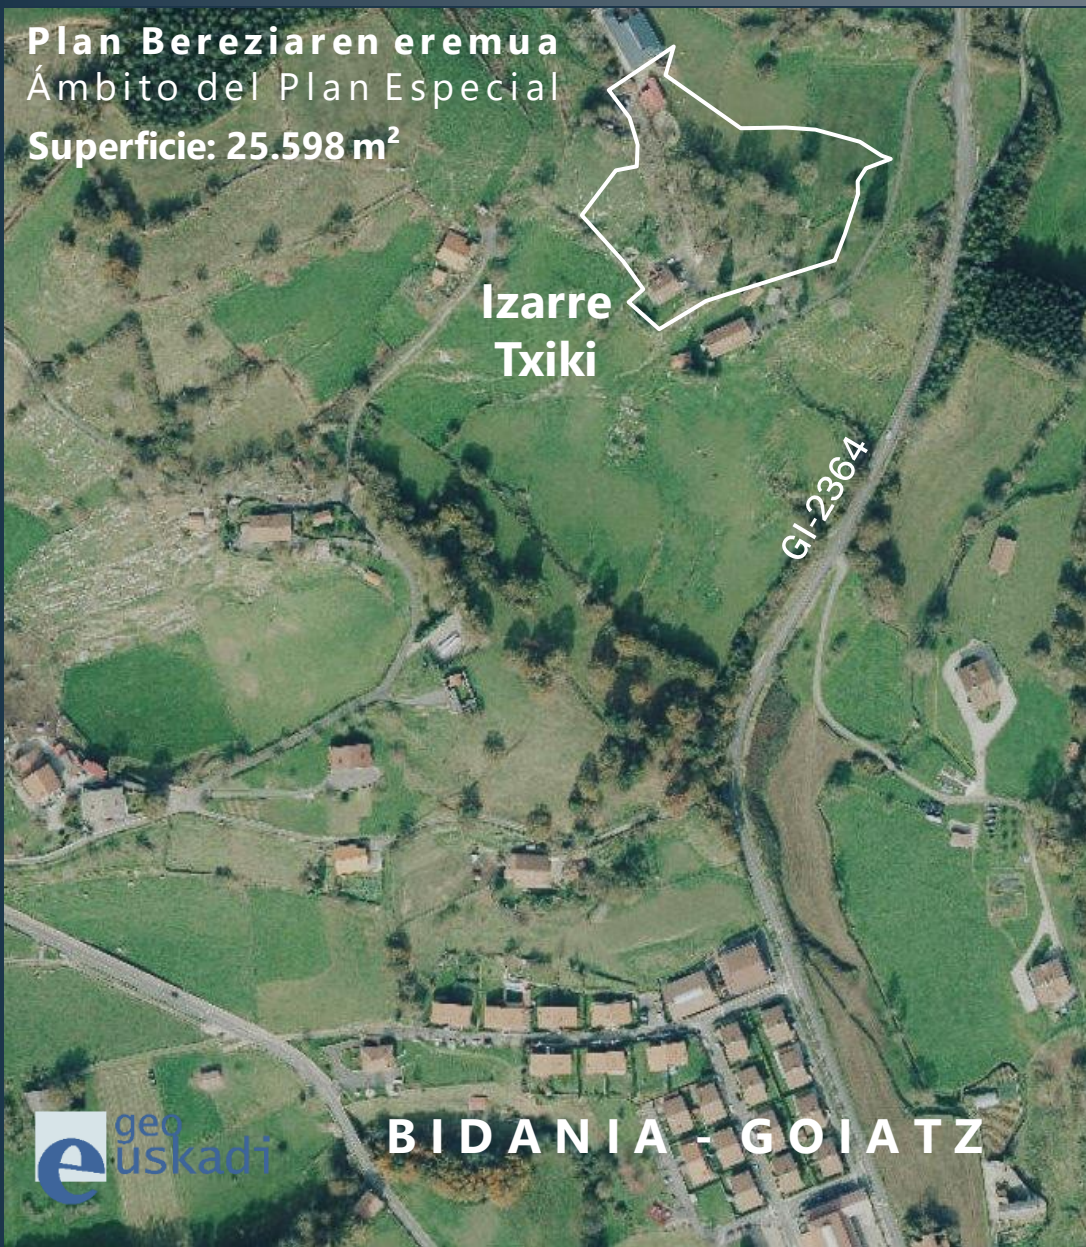 Plan Bereziaren eremua
Ámbito del Plan Especial
Superficie: 25.598 m²
Izarre
Txiki
GI-2364
BIDANIA - GOIATZ
geo
euskadi